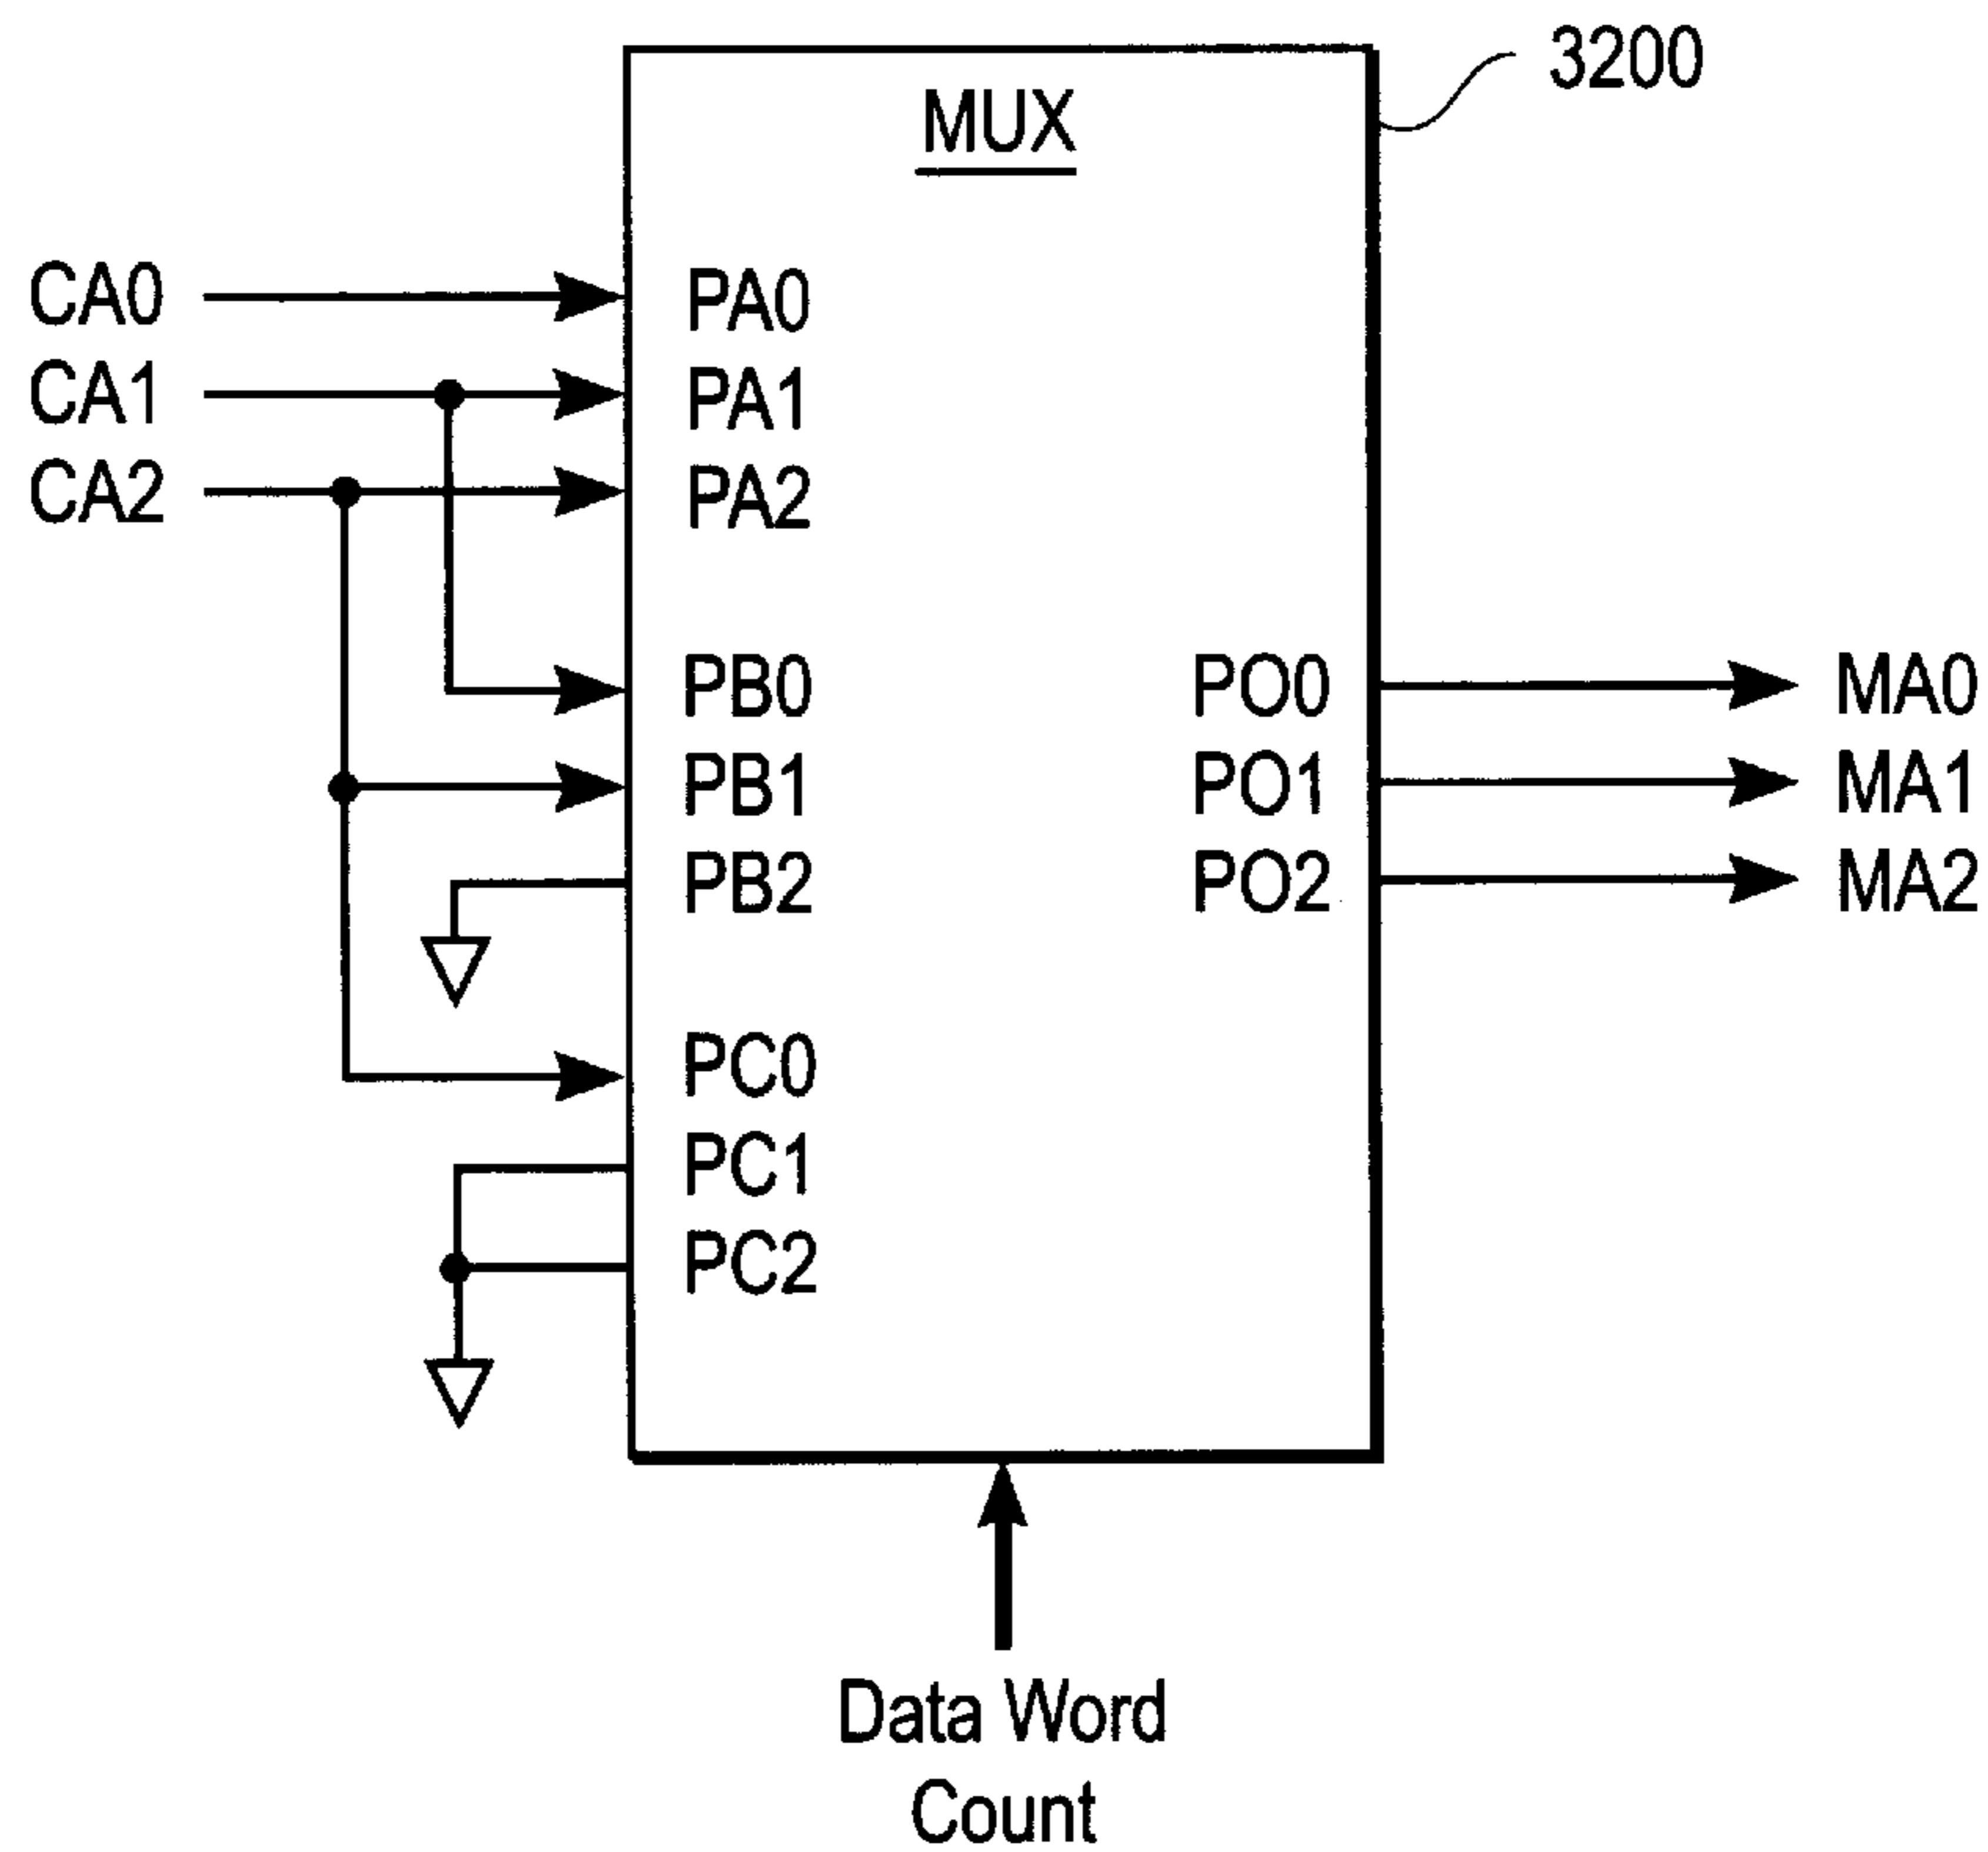 3200
MUX
CA0
PA0
CA1
PA1
CA2
PA2
PB0
PO0
MA0
PB1
PO1
MA1
PB2
PO2
MA2
PC0
PC1
PC2
Data Word
Count